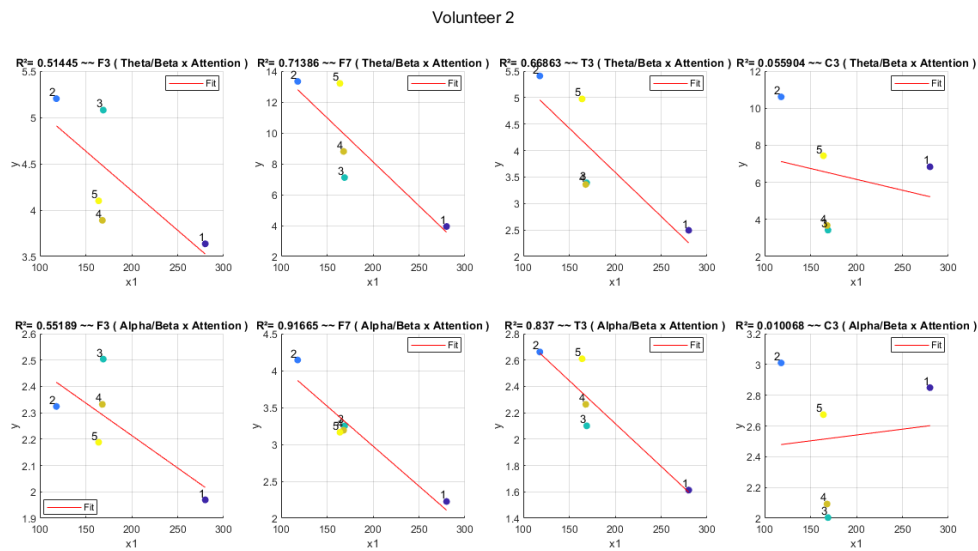 Volunteer 2
R²= 0.51445 ~~ F3 ( Theta/Beta x Attention )
5.5
5
4.5
4
3.5
y
100 150 200 250 300
x1
Fit
2
3
5
4
1
R²= 0.71386 ~~ F7 ( Theta/Beta x Attention )
14
12
10
8
6
4
2
y
100 150 200 250 300
x1
Fit
2
5
4
3
1
R²= 0.66863 ~~ T3 ( Theta/Beta x Attention )
5.5
5
4.5
4
3.5
3
2.5
2
y
100 150 200 250 300
x1
Fit
2
5
3
4
1
R²= 0.055904 ~~ C3 ( Theta/Beta x Attention )
12
10
8
6
4
2
y
100 150 200 250 300
x1
Fit
2
5
1
4
3
R²= 0.55189 ~~ F3 ( Alpha/Beta x Attention )
2.6
2.5
2.4
2.3
2.2
2.1
2
1.9
y
100 150 200 250 300
x1
Fit
3
2
4
5
1
R²= 0.91665 ~~ F7 ( Alpha/Beta x Attention )
4.5
4
3.5
3
2.5
2
y
100 150 200 250 300
x1
Fit
2
3
4
5
1
R²= 0.837 ~~ T3 ( Alpha/Beta x Attention )
2.8
2.6
2.4
2.2
2
1.8
1.6
1.4
y
100 150 200 250 300
x1
Fit
2
5
4
3
1
R²= 0.010068 ~~ C3 ( Alpha/Beta x Attention )
3.2
3
2.8
2.6
2.4
2.2
2
y
100 150 200 250 300
x1
Fit
2
1
5
4
3